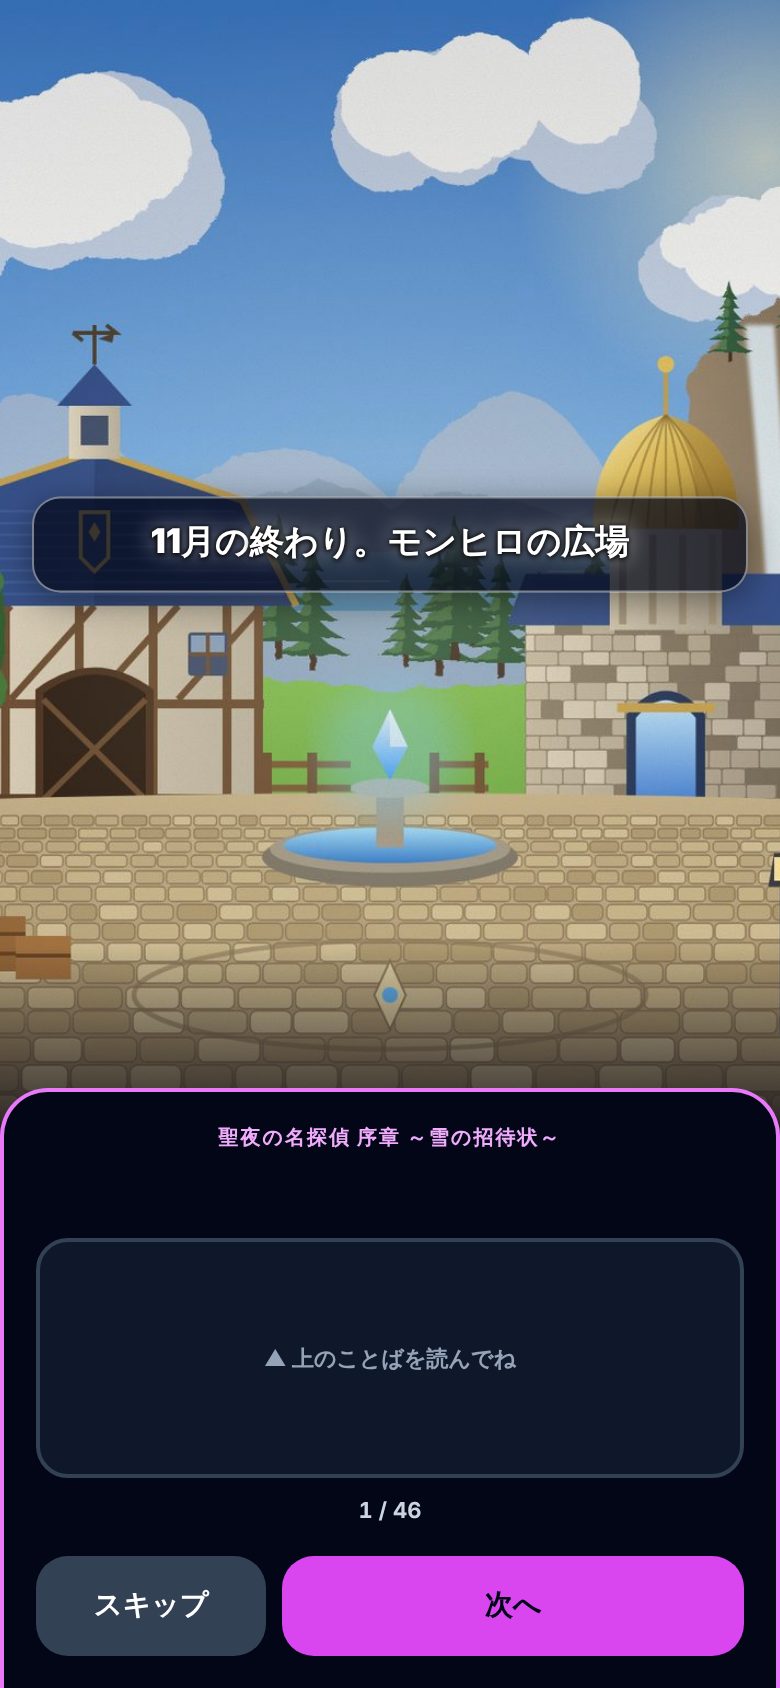 11月の終わり。モンヒロの広場
聖夜の名探偵 序章 ～雪の招待状～
▲ 上のことばを読んでね
1 / 46
スキップ
次へ